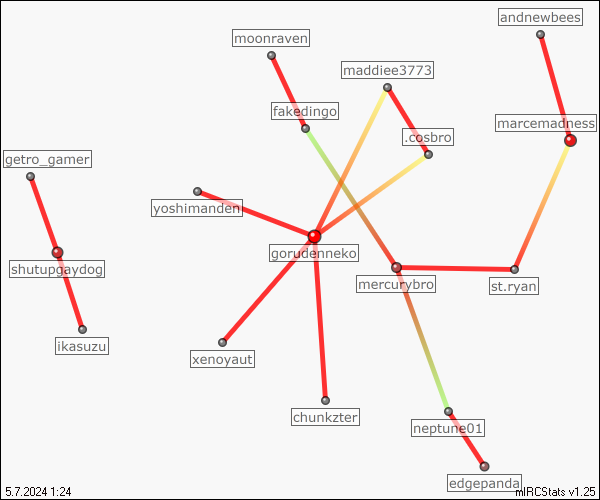 andnewbees
moonraven
maddiee3773
fakedingo
marcemadness
.cosbro
getro_gamer
yoshimanden
gorudenneko
shutupgaydog
mercurybro
st.ryan
ikasuzu
xenoyaut
chunkzter
neptune01
edgepanda
5.7.2024 1:24
mIRCStats v1.25